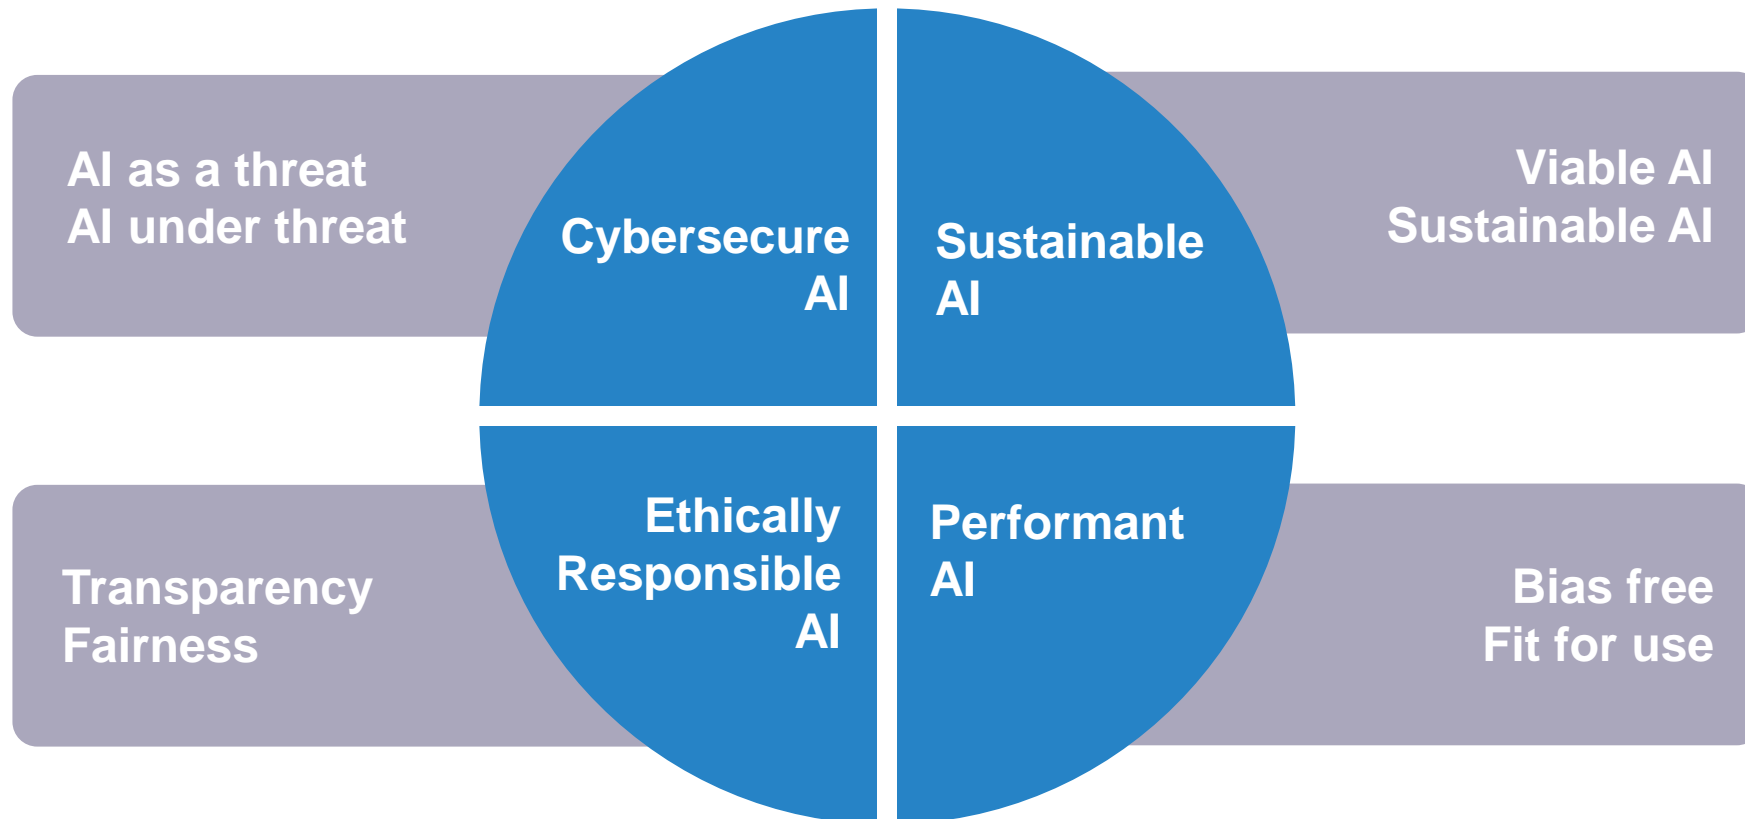 AI as a threat
AI under threat
Cybersecure
AI
Sustainable
AI
Viable AI
Sustainable AI
Transparency
Fairness
Ethically
Responsible
AI
Performant
AI
Bias free
Fit for use